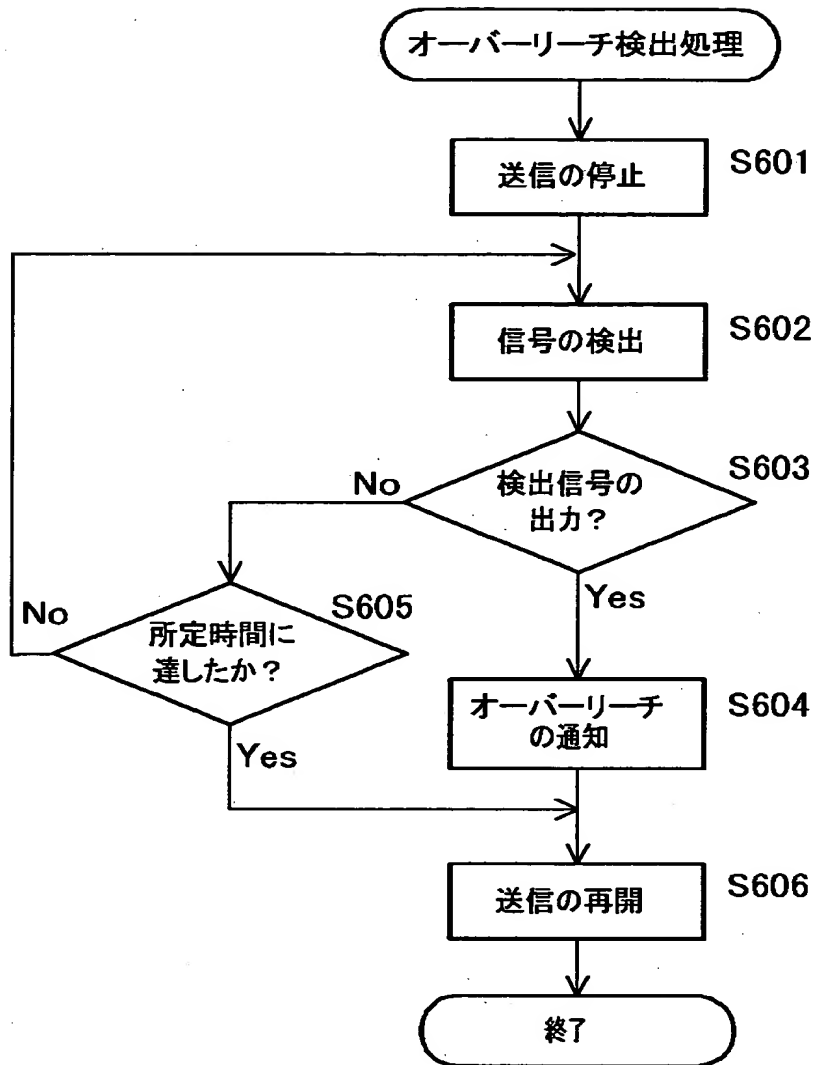 オーバーリーチ検出処理
送信の停止
S601
信号の検出
S602
検出信号の
出力？
S603
No
Yes
所定時間に
達したか？
S605
No
Yes
オーバーリーチ
の通知
S604
送信の再開
S606
終了